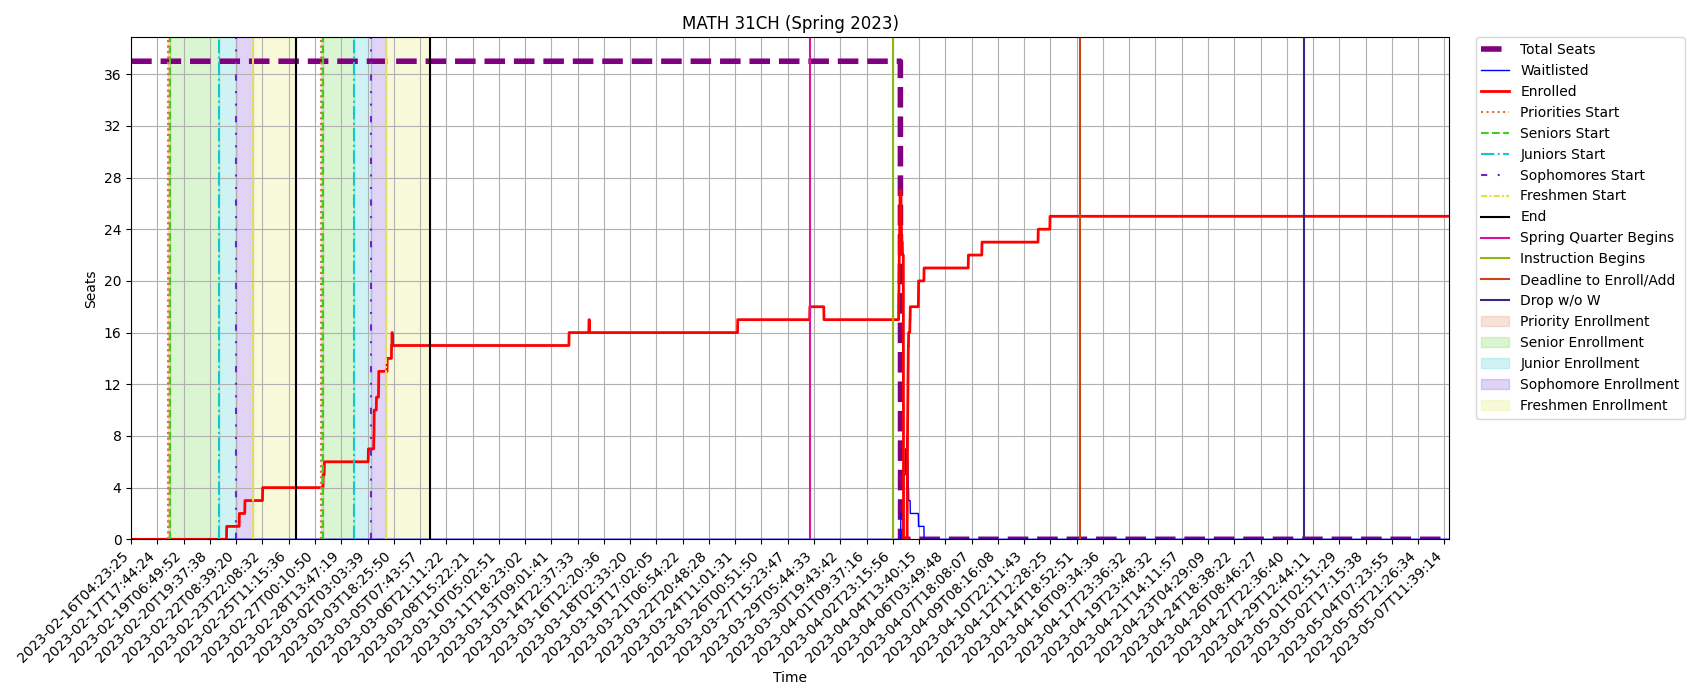 MATH 31CH (Spring 2023)
Seats
36
32
28
24
20
16
12
8
4
0
2023-02-16T04:23:25
2023-02-17T17:44:24
2023-02-19T06:49:52
2023-02-20T19:37:38
2023-02-22T08:39:20
2023-02-23T22:08:32
2023-02-25T11:15:36
2023-02-27T00:10:50
2023-02-28T13:47:19
2023-03-02T03:03:39
2023-03-03T18:25:50
2023-03-05T07:43:57
2023-03-06T21:11:22
2023-03-08T15:22:21
2023-03-10T05:02:51
2023-03-11T18:23:02
2023-03-13T09:01:41
2023-03-14T22:37:33
2023-03-16T12:20:36
2023-03-18T02:33:20
2023-03-19T17:02:05
2023-03-21T06:54:22
2023-03-22T20:48:28
2023-03-24T11:01:31
2023-03-26T00:51:50
2023-03-27T15:23:47
2023-03-29T05:44:33
2023-03-30T19:43:42
2023-04-01T09:37:16
2023-04-02T23:15:56
2023-04-04T13:40:15
2023-04-06T03:49:48
2023-04-07T18:08:07
2023-04-09T08:16:08
2023-04-10T22:11:43
2023-04-12T12:28:25
2023-04-14T18:52:51
2023-04-16T09:34:36
2023-04-17T23:36:32
2023-04-19T23:48:32
2023-04-21T14:11:57
2023-04-23T04:29:09
2023-04-24T18:38:22
2023-04-26T08:46:27
2023-04-27T22:36:40
2023-04-29T12:44:11
2023-05-01T02:51:29
2023-05-02T17:15:38
2023-05-04T07:23:55
2023-05-05T21:26:34
2023-05-07T11:39:14
Time
Total Seats
Waitlisted
Enrolled
Priorities Start
Seniors Start
Juniors Start
Sophomores Start
Freshmen Start
End
Spring Quarter Begins
Instruction Begins
Deadline to Enroll/Add
Drop w/o W
Priority Enrollment
Senior Enrollment
Junior Enrollment
Sophomore Enrollment
Freshmen Enrollment